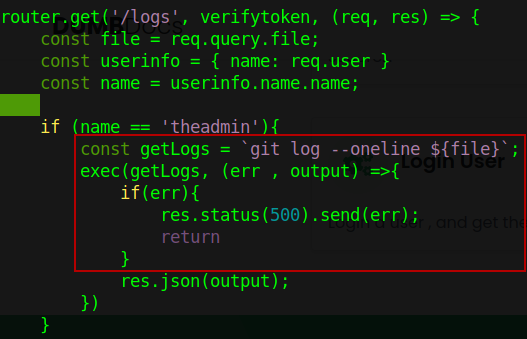 router.get('/logs', verifytoken, (req, res) => {
    const file = req.query.file;
    const userinfo = { name: req.user }
    const name = userinfo.name.name;

    if (name == 'theadmin'){
        const getLogs = `git log --oneline ${file}`;
        exec(getLogs, (err , output) =>{
            if(err){
                res.status(500).send(err);
                return
            }
            res.json(output);
        })
    }
Login User
Login a user , and get the